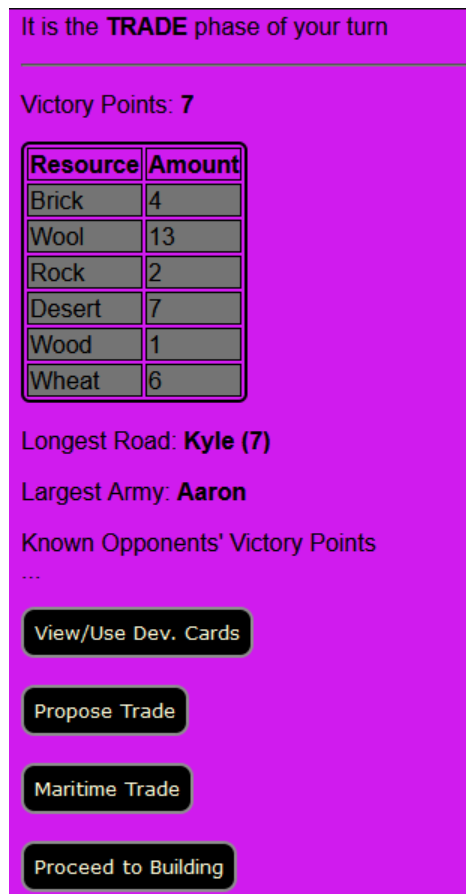 It is the TRADE phase of your turn
Victory Points: 7
Resource Amount
Brick 4
Wool 13
Rock 2
Desert 7
Wood 1
Wheat 6
Longest Road: Kyle (7)
Largest Army: Aaron
Known Opponents' Victory Points
...
View/Use Dev. Cards
Propose Trade
Maritime Trade
Proceed to Building